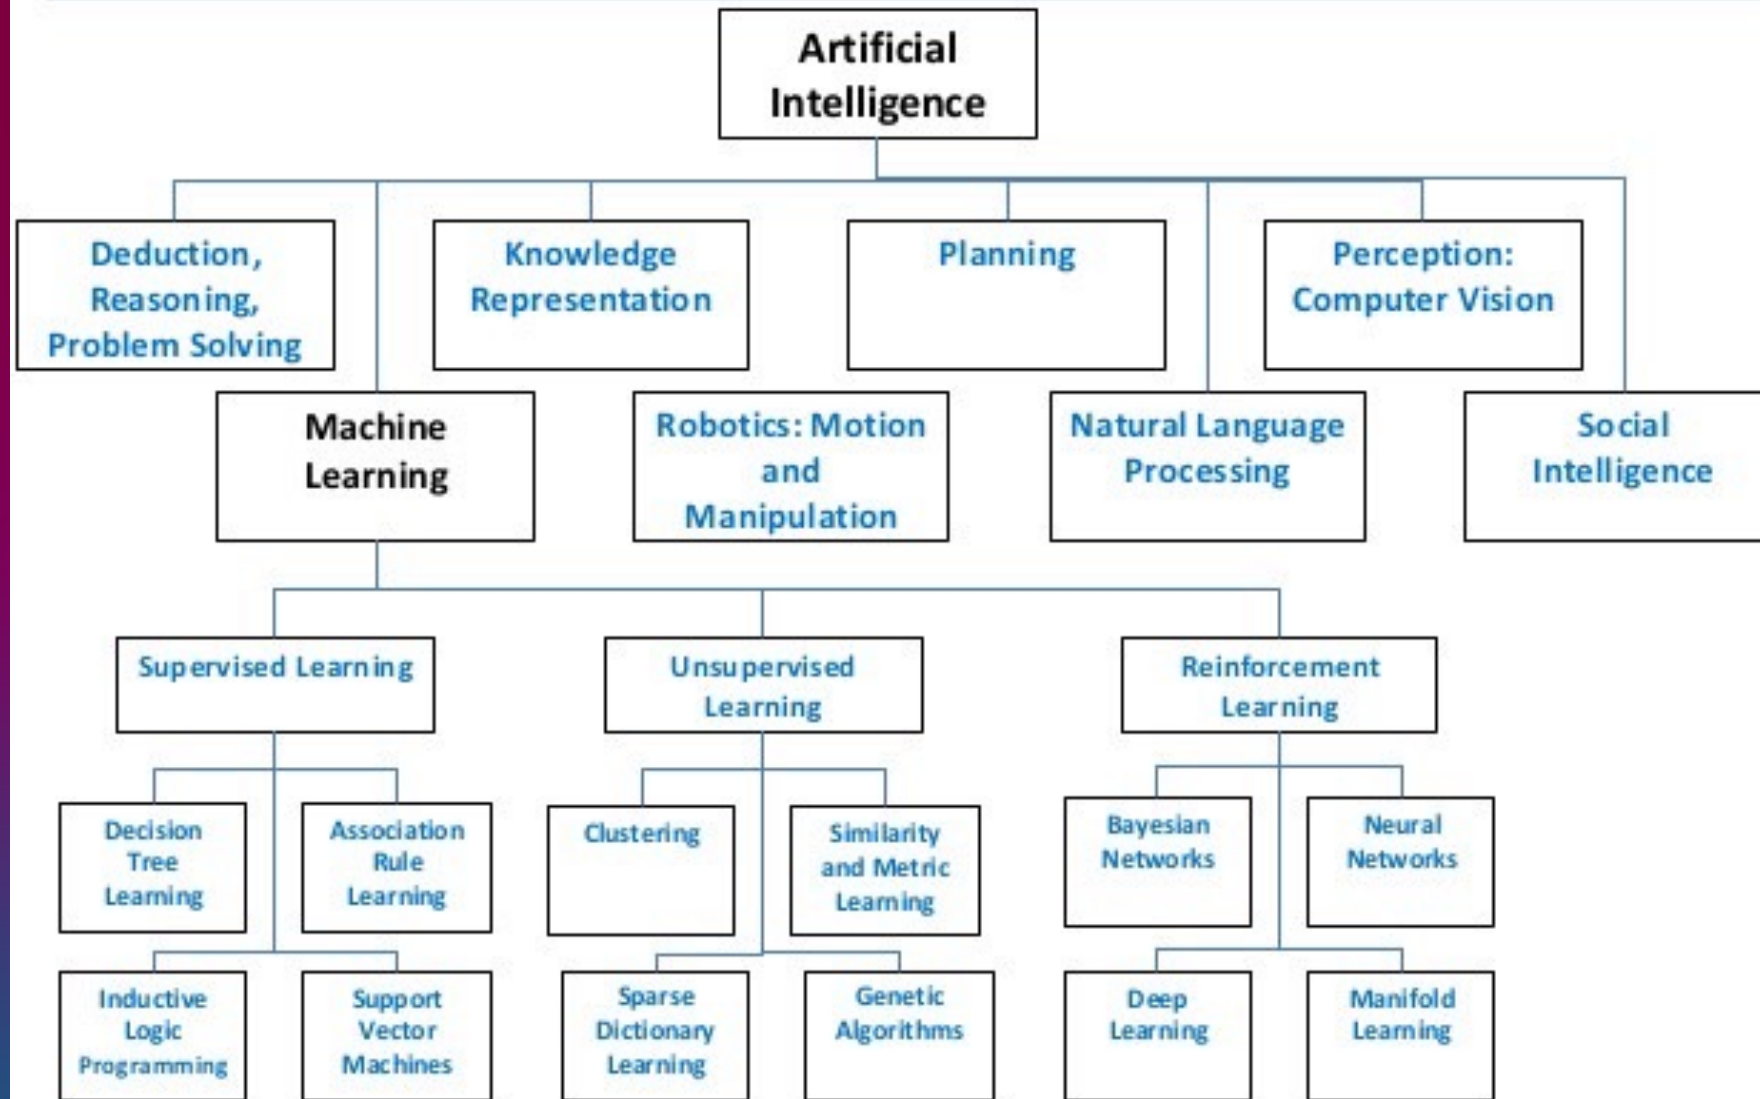 Artificial
Intelligence
Deduction,
Reasoning,
Problem Solving
Knowledge
Representation
Planning
Perception:
Computer Vision
Machine
Learning
Robotics: Motion
and
Manipulation
Natural Language
Processing
Social
Intelligence
Supervised Learning
Unsupervised
Learning
Reinforcement
Learning
Decision
Tree
Learning
Association
Rule
Learning
Clustering
Similarity
and Metric
Learning
Bayesian
Networks
Neural
Networks
Inductive
Logic
Programming
Support
Vector
Machines
Sparse
Dictionary
Learning
Genetic
Algorithms
Deep
Learning
Manifold
Learning